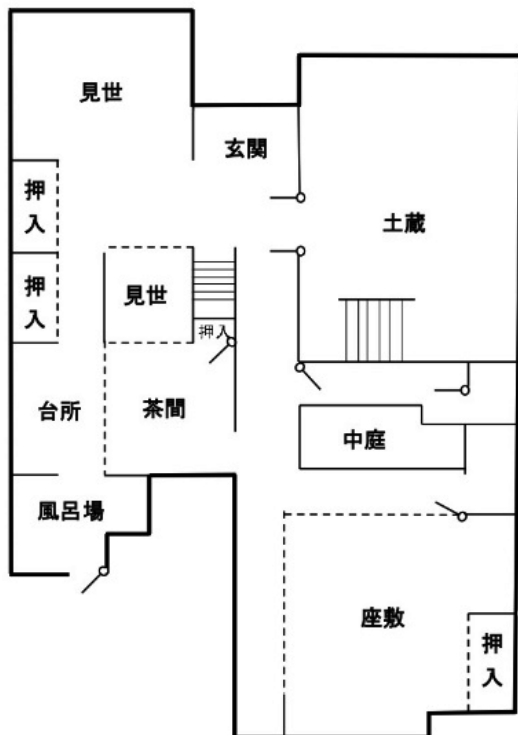 見世
玄関
押
入
土蔵
押
入
見世
押入
台所
茶間
中庭
風呂場
座敷
押
入